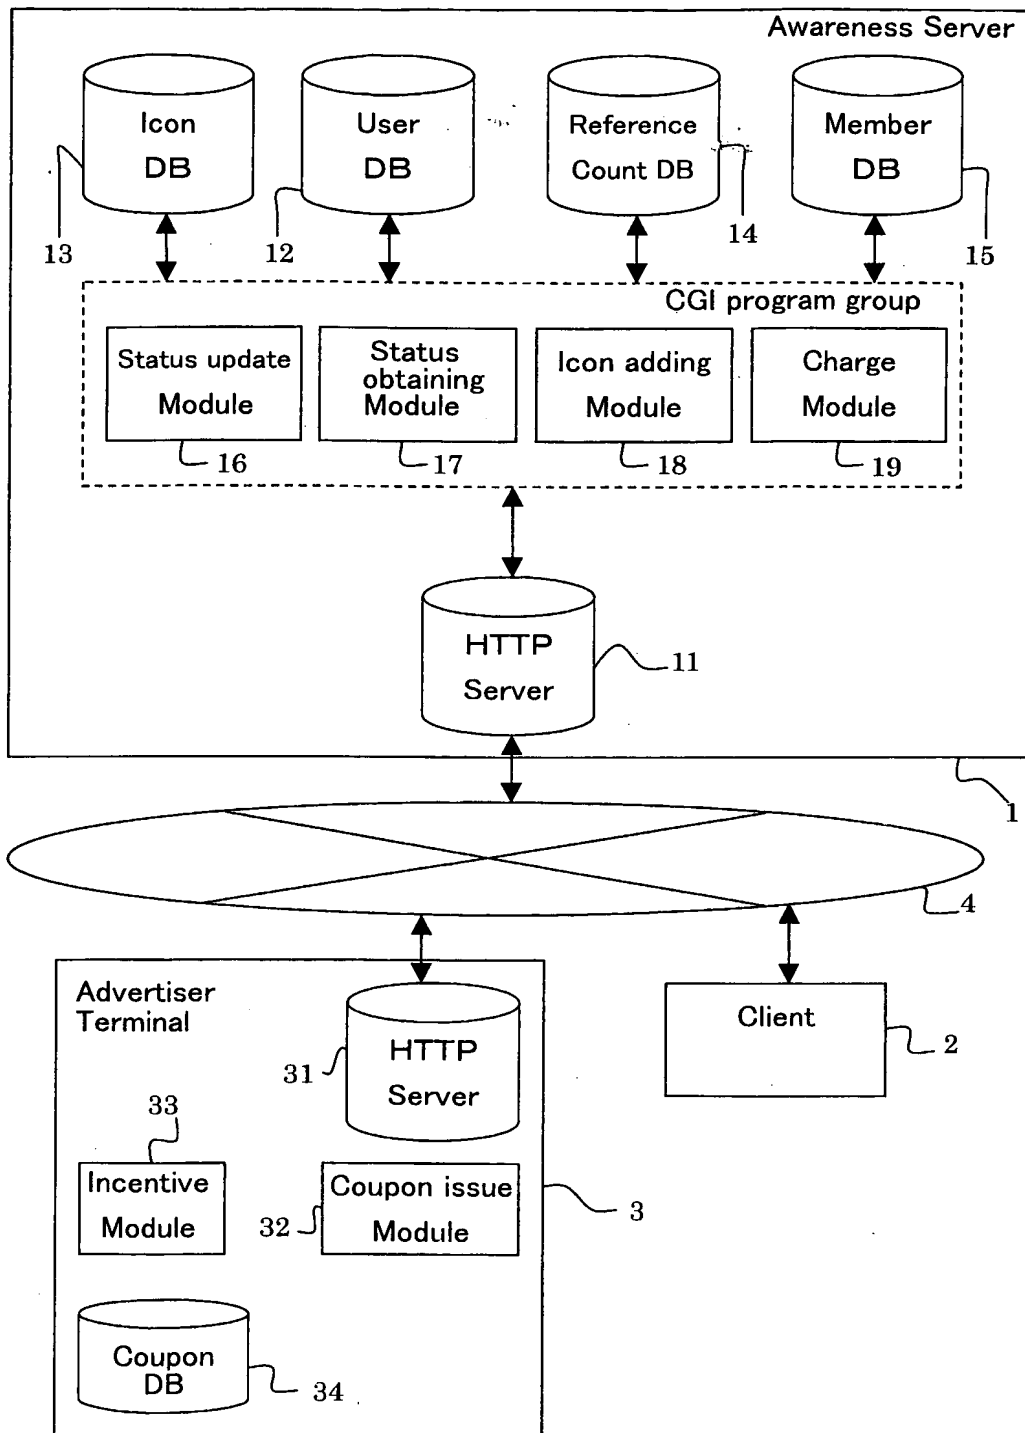 Awareness Server
Icon
DB
User
DB
Reference
Count DB
Member
DB
13
12
14
15
CGI program group
Status update
Module
Status
obtaining
Module
Icon adding
Module
Charge
Module
16
17
18
19
HTTP
Server
11
1
4
Advertiser
Terminal
HTTP
Server
31
Client
2
33
Incentive
Module
Coupon issue
Module
32
3
Coupon
DB
34